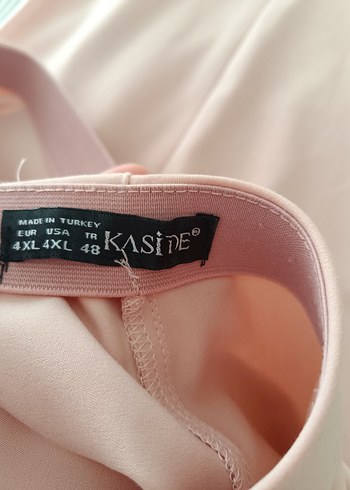 MADE IN TURKEY
EUR USA TR
4XL 4XL 48
KASIDE®